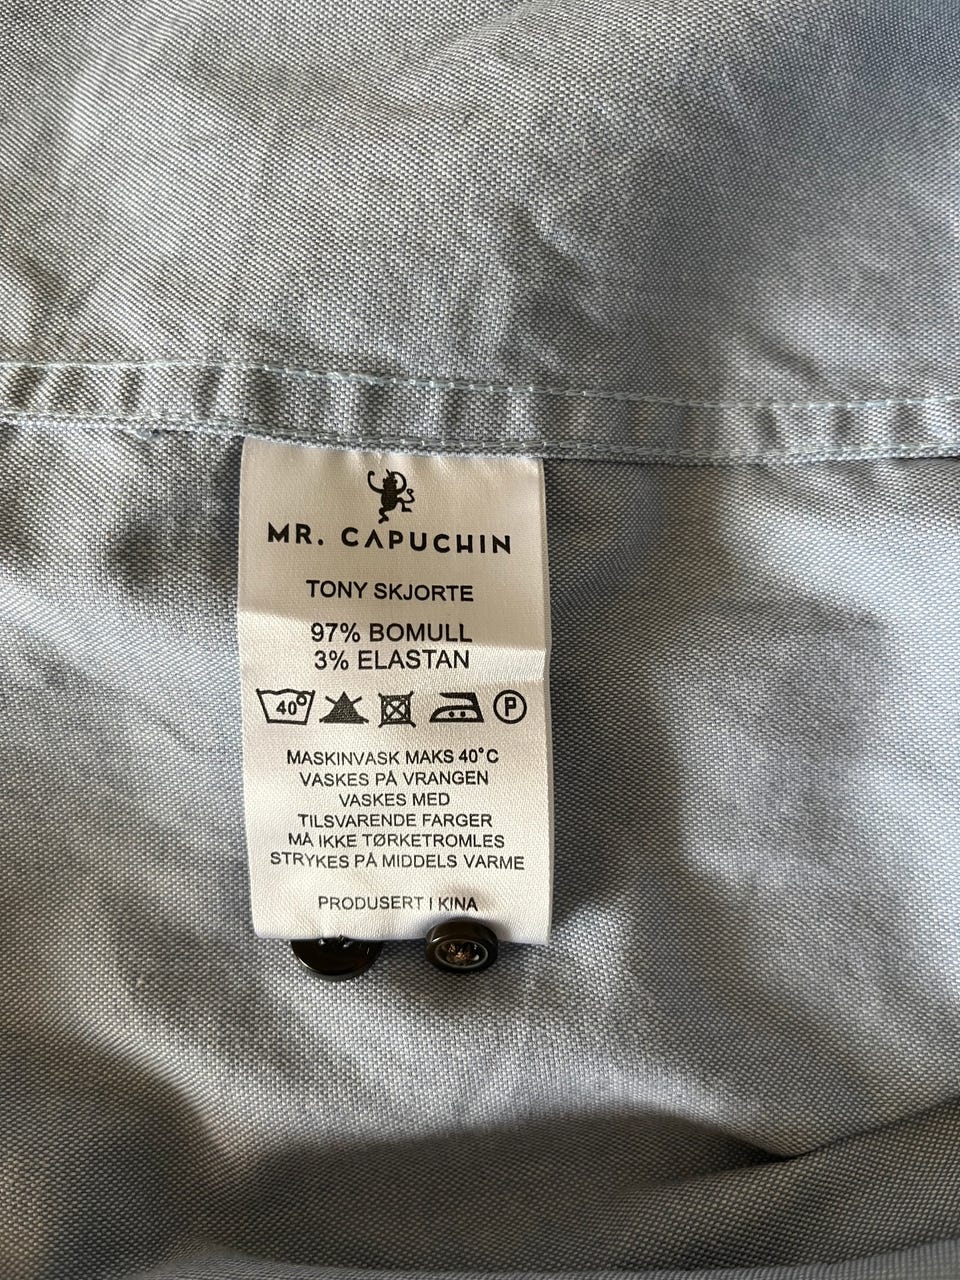 MR. CAPUCHIN
TONY SKJORTE
97% BOMULL
3% ELASTAN
40° P
MASKINVASK MAKS 40°C
VASKES PÅ VRANGEN
VASKES MED
TILSVARENDE FARGER
MÅ IKKE TØRKETROMLES
STRYKES PÅ MIDDELS VARME
PRODUSERT I KINA